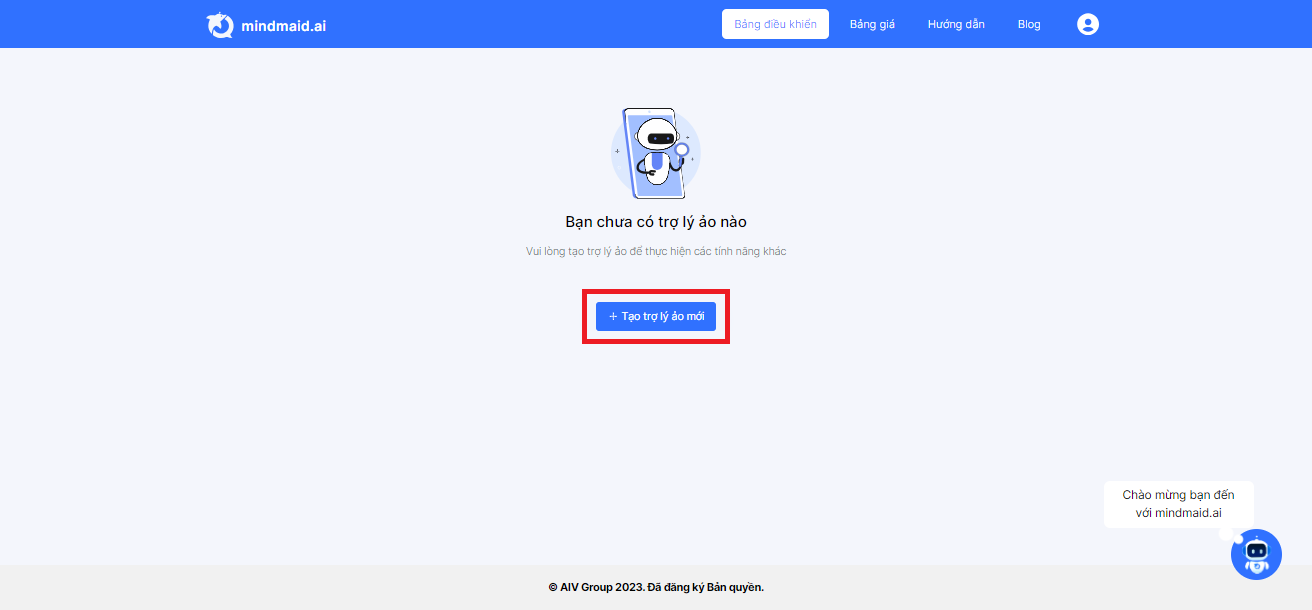 mindmaid.ai
Bảng điều khiển
Bảng giá
Hướng dẫn
Blog
Bạn chưa có trợ lý ảo nào
Vui lòng tạo trợ lý ảo để thực hiện các tính năng khác
+ Tạo trợ lý ảo mới
Chào mừng bạn đến
với mindmaid.ai
© AIV Group 2023. Đã đăng ký Bản quyền.